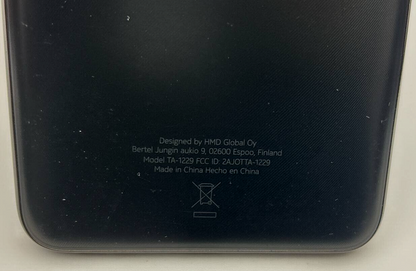 Designed by HMD Global Oy
Bertel Jungin aukio 9, 02600 Espoo, Finland
Model TA-1229 FCC ID: 2AJOTTA-1229
Made in China Hecho en China